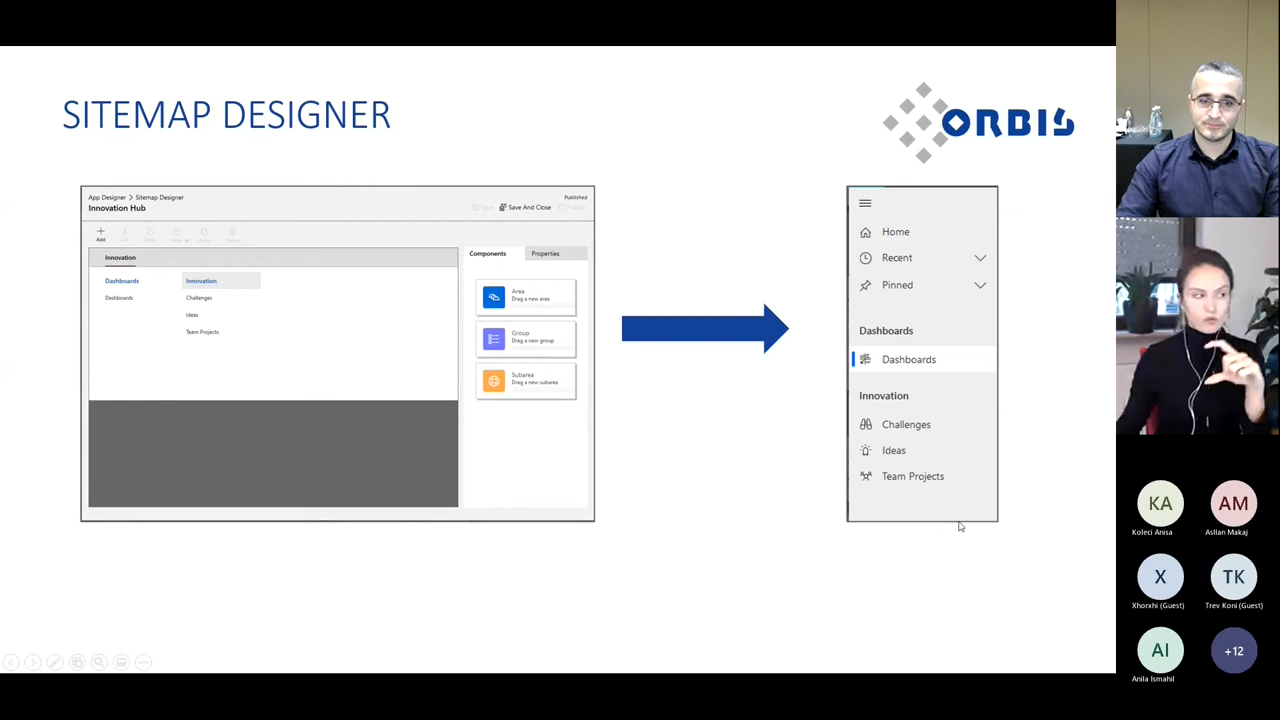 SITEMAP DESIGNER
ORBIS
App Designer > Sitemap Designer
Published
Innovation Hub
Save And Close
Add
Innovation
Components
Properties
Dashboards
Innovation
Dashboards
Challenges
Ideas
Team Projects
Area
Drag a new area
Group
Drag a new group
Subarea
Drag a new subarea
Home
Recent
Pinned
Dashboards
Dashboards
Innovation
Challenges
Ideas
Team Projects
KA
AM
Koleci Anisa
Asllan Makaj
X
TK
Xhorxhi (Guest)
Trev Koni (Guest)
AI
+12
Anila Ismahil